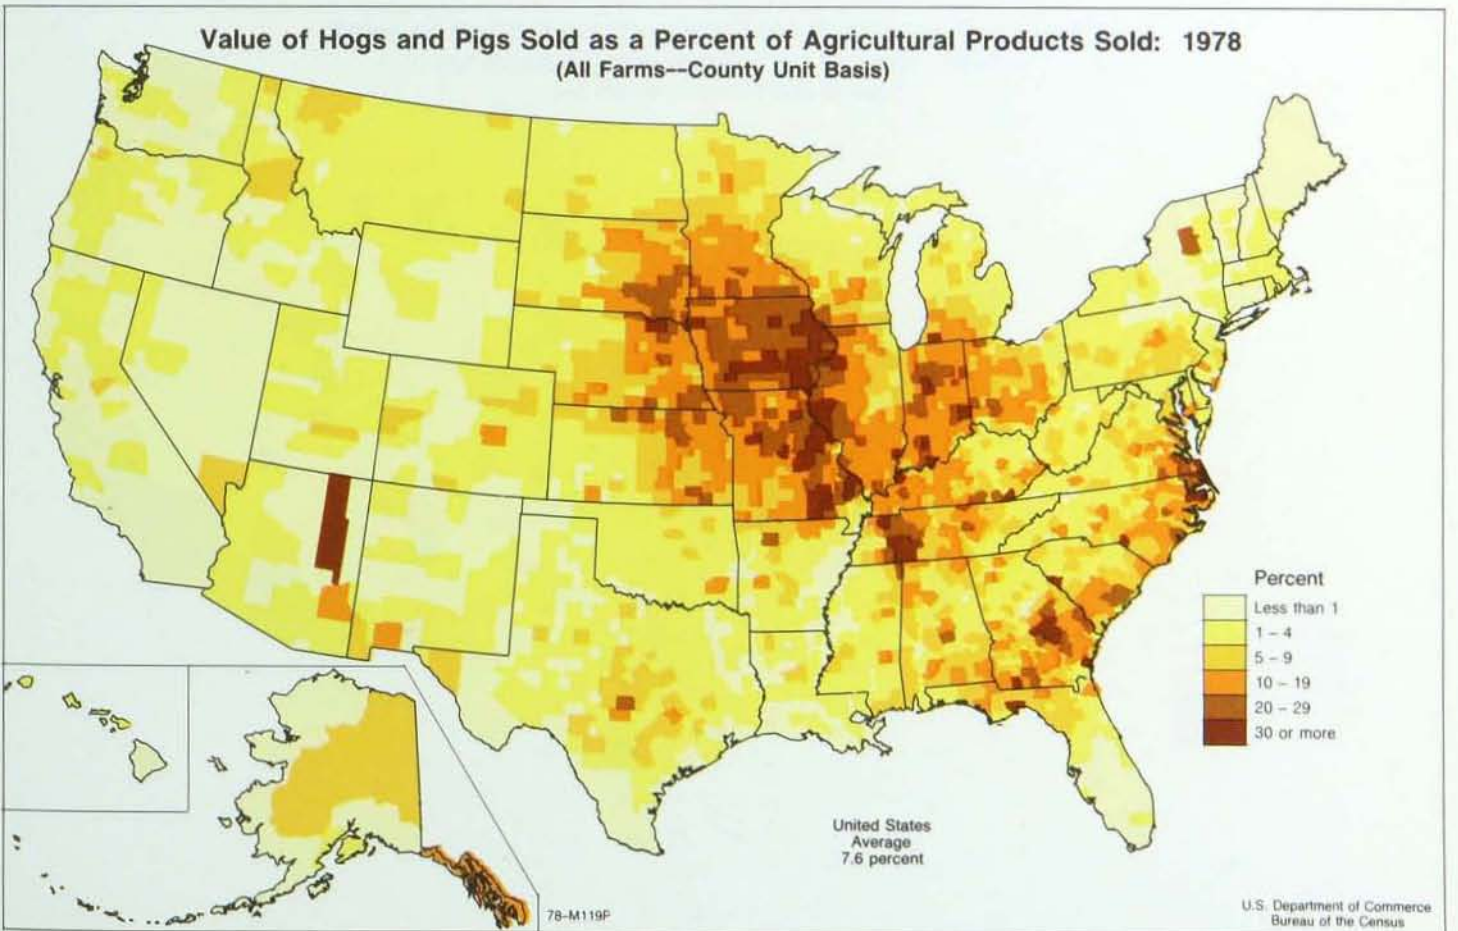 Value of Hogs and Pigs Sold as a Percent of Agricultural Products Sold: 1978
(All Farms--County Unit Basis)
Percent
Less than 1
1 – 4
5 – 9
10 – 19
20 – 29
30 or more
United States
Average
7.6 percent
78-M119P
U.S. Department of Commerce
Bureau of the Census